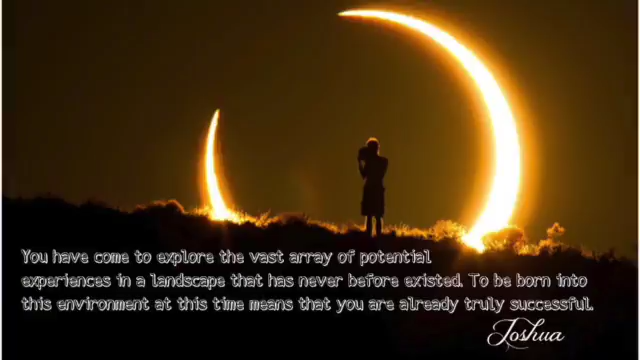 You have come to explore the vast array of potential
experiences in a landscape that has never before existed. To be born into
this environment at this time means that you are already truly successful.
Joshua